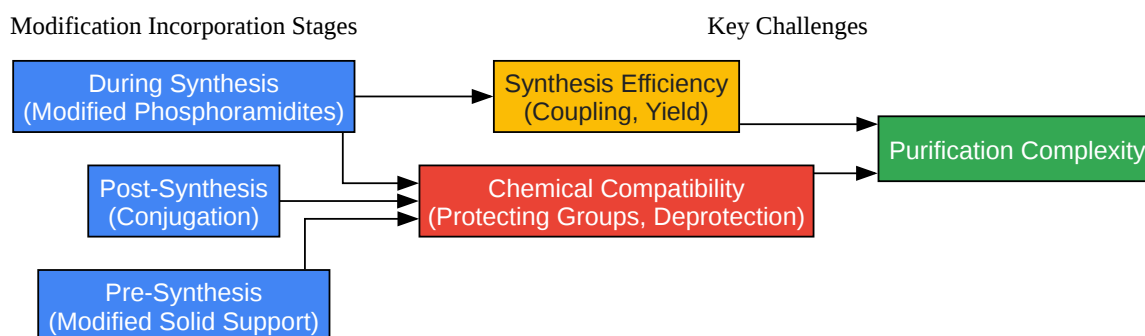 Modification Incorporation Stages
Key Challenges
During Synthesis
(Modified Phosphoramidites)
Synthesis Efficiency
(Coupling, Yield)
Purification Complexity
Post-Synthesis
(Conjugation)
Chemical Compatibility
(Protecting Groups, Deprotection)
Pre-Synthesis
(Modified Solid Support)